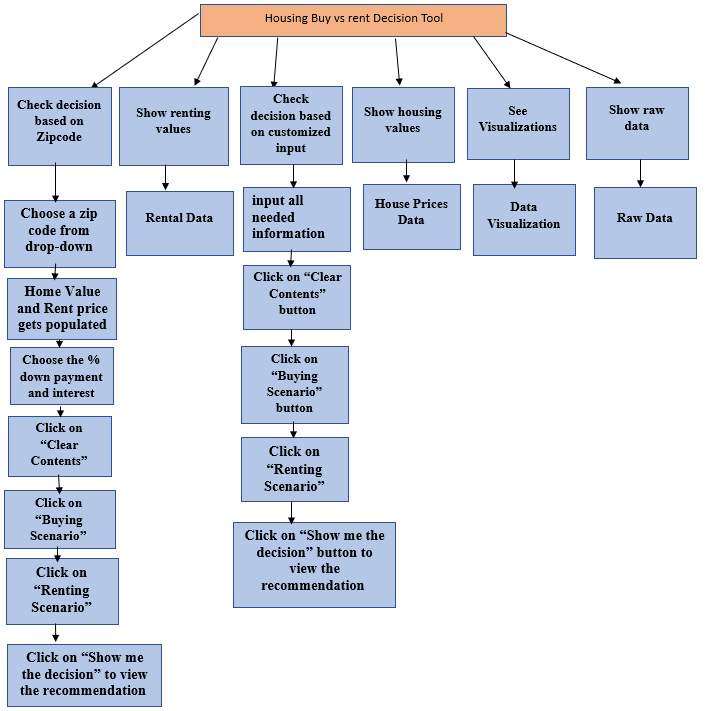 Housing Buy vs rent Decision Tool
Check decision
based on
Zipcode
Show renting
values
Check
decision based
on customized
input
Show housing
values
See
Visualizations
Show raw
data
Choose a zip
code from
drop-down
Rental Data
input all
needed
information
House Prices
Data
Data
Visualization
Raw Data
Home Value
and Rent price
gets populated
Click on “Clear
Contents”
button
Choose the %
down payment
and interest
Click on
“Buying
Scenario”
button
Click on
“Clear
Contents”
Click on
“Renting
Scenario”
Click on
“Buying
Scenario”
Click on “Show me the
decision” button to
view the
recommendation
Click on
“Renting
Scenario”
Click on “Show me
the decision” to view
the recommendation